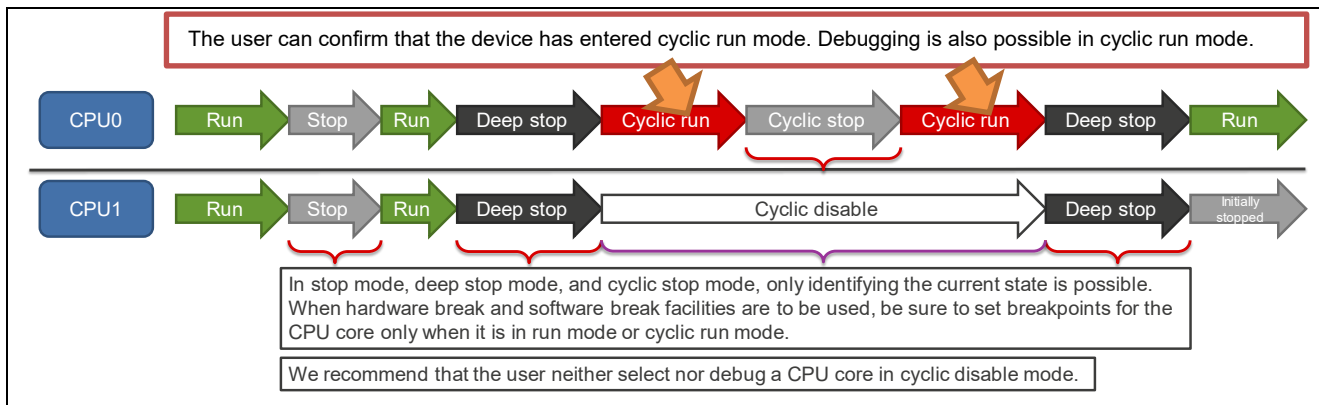 The user can confirm that the device has entered cyclic run mode. Debugging is also possible in cyclic run mode.
CPU0
Run
Stop
Run
Deep stop
Cyclic run
Cyclic stop
Cyclic run
Deep stop
Run
CPU1
Run
Stop
Run
Deep stop
Cyclic disable
Deep stop
Initially
stopped
In stop mode, deep stop mode, and cyclic stop mode, only identifying the current state is possible.
When hardware break and software break facilities are to be used, be sure to set breakpoints for the
CPU core only when it is in run mode or cyclic run mode.
We recommend that the user neither select nor debug a CPU core in cyclic disable mode.